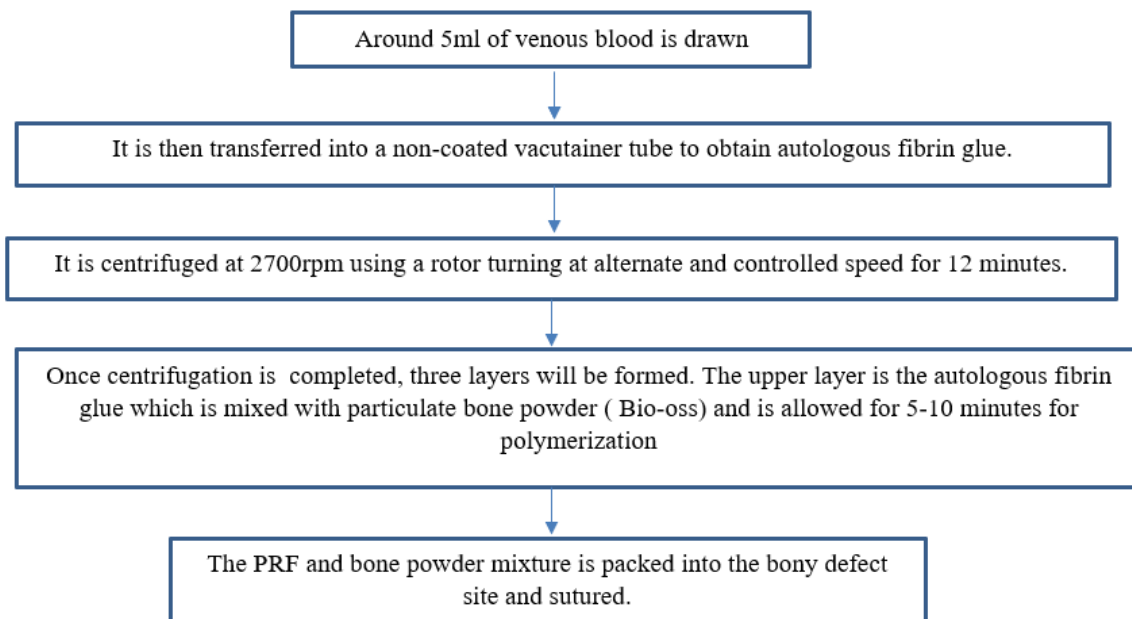 Around 5ml of venous blood is drawn
It is then transferred into a non-coated vacutainer tube to obtain autologous fibrin glue.
It is centrifuged at 2700rpm using a rotor turning at alternate and controlled speed for 12 minutes.
Once centrifugation is completed, three layers will be formed. The upper layer is the autologous fibrin
glue which is mixed with particulate bone powder ( Bio-oss) and is allowed for 5-10 minutes for
polymerization
The PRF and bone powder mixture is packed into the bony defect
site and sutured.